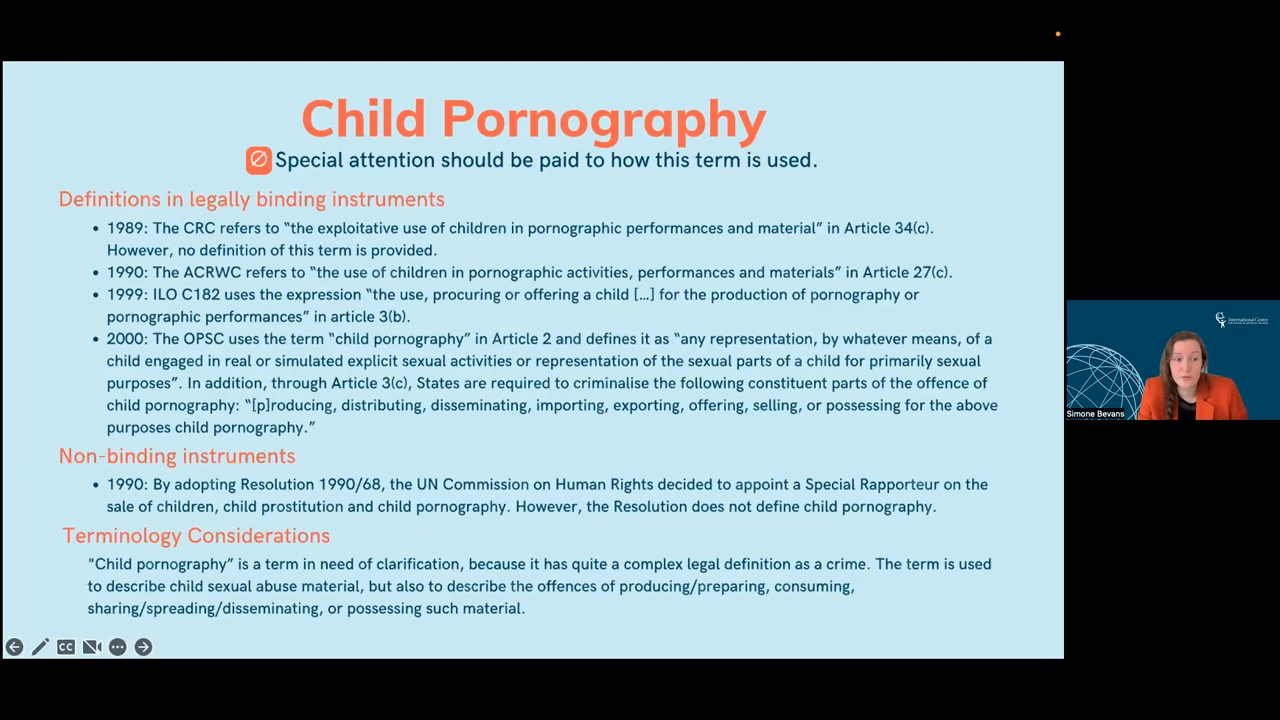 Child Pornography
Special attention should be paid to how this term is used.
Definitions in legally binding instruments
• 1989: The CRC refers to “the exploitative use of children in pornographic performances and material” in Article 34(c).
However, no definition of this term is provided.
• 1990: The ACRWC refers to “the use of children in pornographic activities, performances and materials” in Article 27(c).
• 1999: ILO C182 uses the expression “the use, procuring or offering a child [...] for the production of pornography or
pornographic performances” in article 3(b).
• 2000: The OPSC uses the term “child pornography” in Article 2 and defines it as “any representation, by whatever means, of a
child engaged in real or simulated explicit sexual activities or representation of the sexual parts of a child for primarily sexual
purposes”. In addition, through Article 3(c), States are required to criminalise the following constituent parts of the offence of
child pornography: “[p]roducing, distributing, disseminating, importing, exporting, offering, selling, or possessing for the above
purposes child pornography.”
Non-binding instruments
• 1990: By adopting Resolution 1990/68, the UN Commission on Human Rights decided to appoint a Special Rapporteur on the
sale of children, child prostitution and child pornography. However, the Resolution does not define child pornography.
Terminology Considerations
"Child pornography” is a term in need of clarification, because it has quite a complex legal definition as a crime. The term is used
to describe child sexual abuse material, but also to describe the offences of producing/preparing, consuming,
sharing/spreading/disseminating, or possessing such material.
CC
International Centre
Simone Bevans